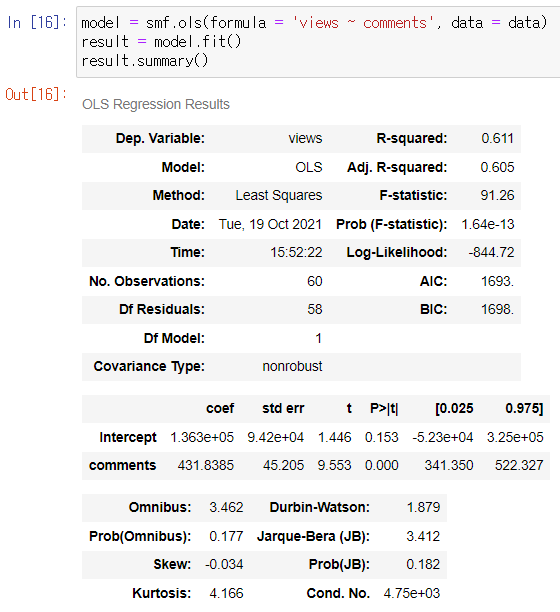 In [16]: model = smf.ols(formula = 'views ~ comments', data = data)
result = model.fit()
result.summary()
Out[16]: OLS Regression Results
Dep. Variable: views R-squared: 0.611
Model: OLS Adj. R-squared: 0.605
Method: Least Squares F-statistic: 91.26
Date: Tue, 19 Oct 2021 Prob (F-statistic): 1.64e-13
Time: 15:52:22 Log-Likelihood: -844.72
No. Observations: 60 AIC: 1693.
Df Residuals: 58 BIC: 1698.
Df Model: 1
Covariance Type: nonrobust
coef std err t P>|t| [0.025 0.975]
Intercept 1.363e+05 9.42e+04 1.446 0.153 -5.23e+04 3.25e+05
comments 431.8385 45.205 9.553 0.000 341.350 522.327
Omnibus: 3.462 Durbin-Watson: 1.879
Prob(Omnibus): 0.177 Jarque-Bera (JB): 3.412
Skew: -0.034 Prob(JB): 0.182
Kurtosis: 4.166 Cond. No. 4.75e+03